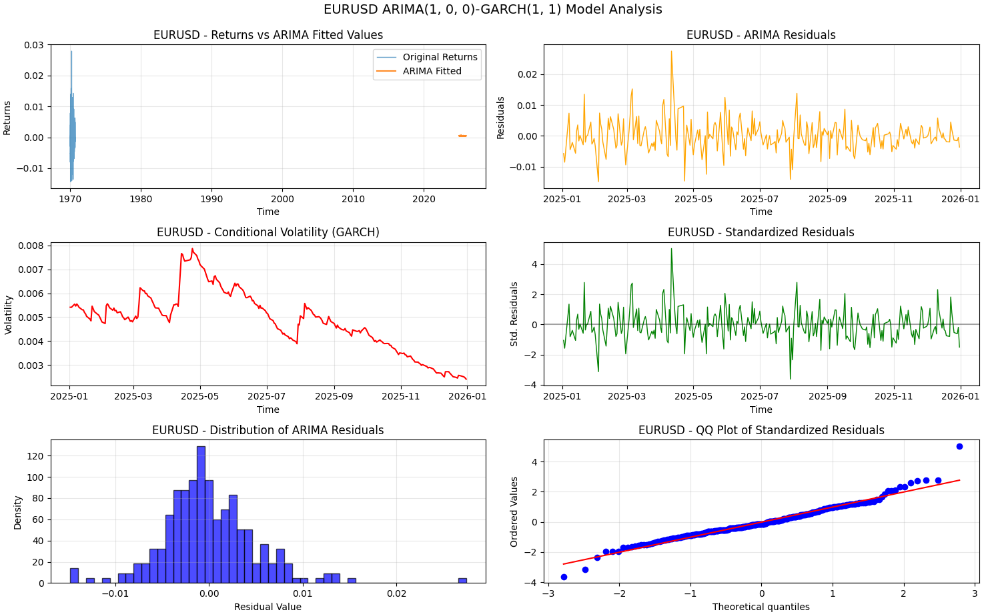 EURUSD ARIMA(1, 0, 0)-GARCH(1, 1) Model Analysis
EURUSD - Returns vs ARIMA Fitted Values
Returns
0.03
0.02
0.01
0.00
−0.01
Original Returns
ARIMA Fitted
1970 1980 1990 2000 2010 2020
Time
EURUSD - ARIMA Residuals
Residuals
0.02
0.01
0.00
−0.01
2025-01 2025-03 2025-05 2025-07 2025-09 2025-11 2026-01
Time
EURUSD - Conditional Volatility (GARCH)
Volatility
0.008
0.007
0.006
0.005
0.004
0.003
2025-01 2025-03 2025-05 2025-07 2025-09 2025-11 2026-01
Time
EURUSD - Standardized Residuals
Std. Residuals
4
2
0
−2
−4
2025-01 2025-03 2025-05 2025-07 2025-09 2025-11 2026-01
Time
EURUSD - Distribution of ARIMA Residuals
Density
120
100
80
60
40
20
0
−0.01 0.00 0.01 0.02
Residual Value
EURUSD - QQ Plot of Standardized Residuals
Ordered Values
4
2
0
−2
−4
−3 −2 −1 0 1 2 3
Theoretical quantiles